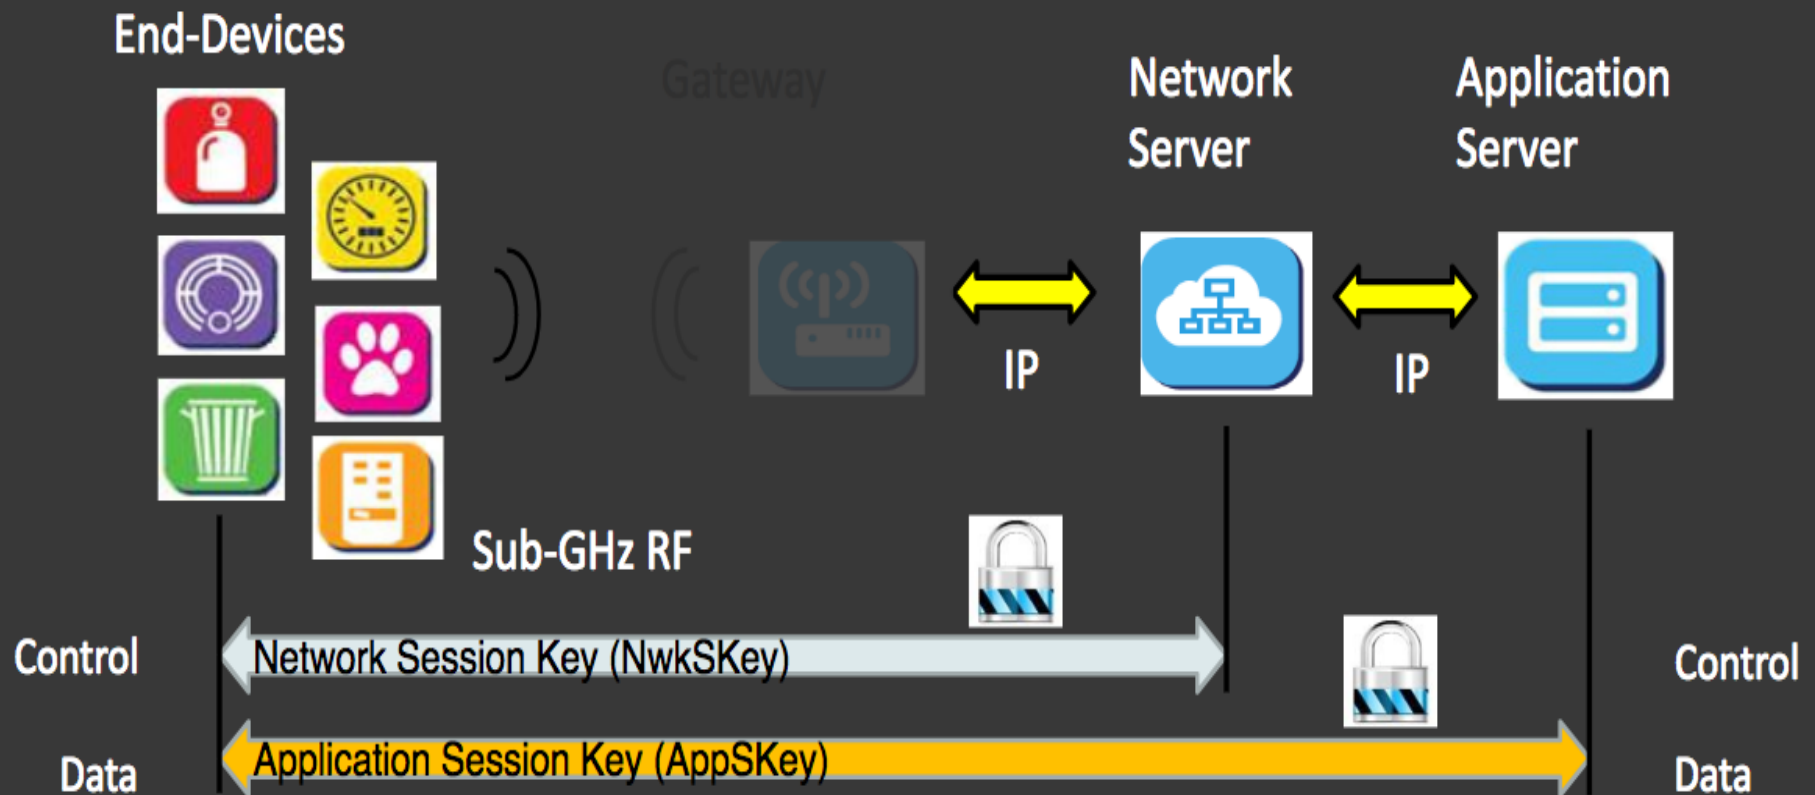 End-Devices
Gateway
Network
Server
Application
Server
IP
IP
Sub-GHz RF
Control
Network Session Key (NwkSKey)
Control
Data
Application Session Key (AppSKey)
Data